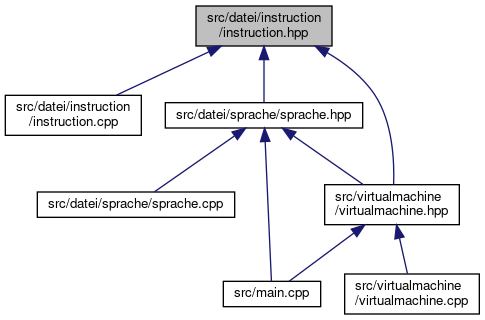 src/datei/instruction
/instruction.hpp
src/datei/instruction
/instruction.cpp
src/datei/sprache/sprache.hpp
src/datei/sprache/sprache.cpp
src/virtualmachine
/virtualmachine.hpp
src/main.cpp
src/virtualmachine
/virtualmachine.cpp